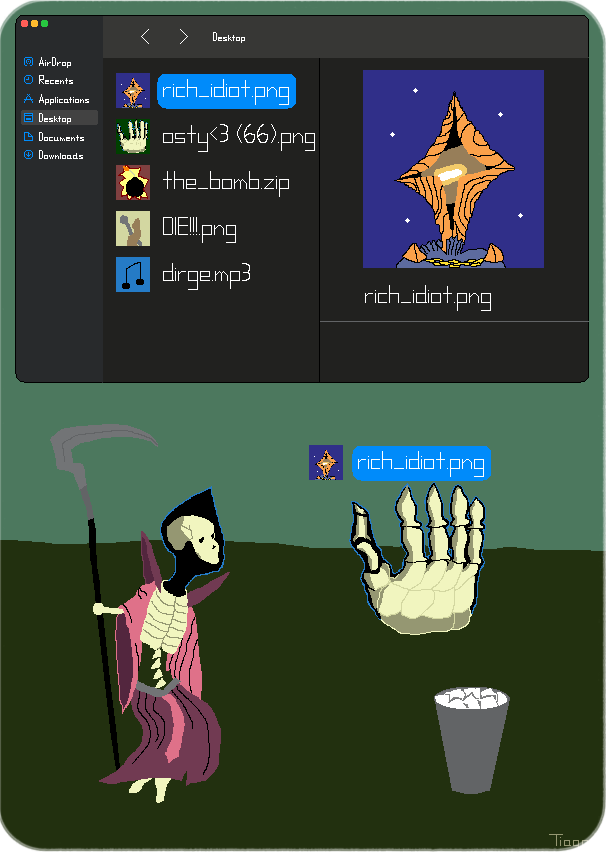 Desktop
AirDrop
Recents
Applications
Desktop
Documents
Downloads
rich_idiot.png
osty<3 (66).png
the_bomb.zip
DIE!!!.png
dirge.mp3
rich_idiot.png
rich_idiot.png